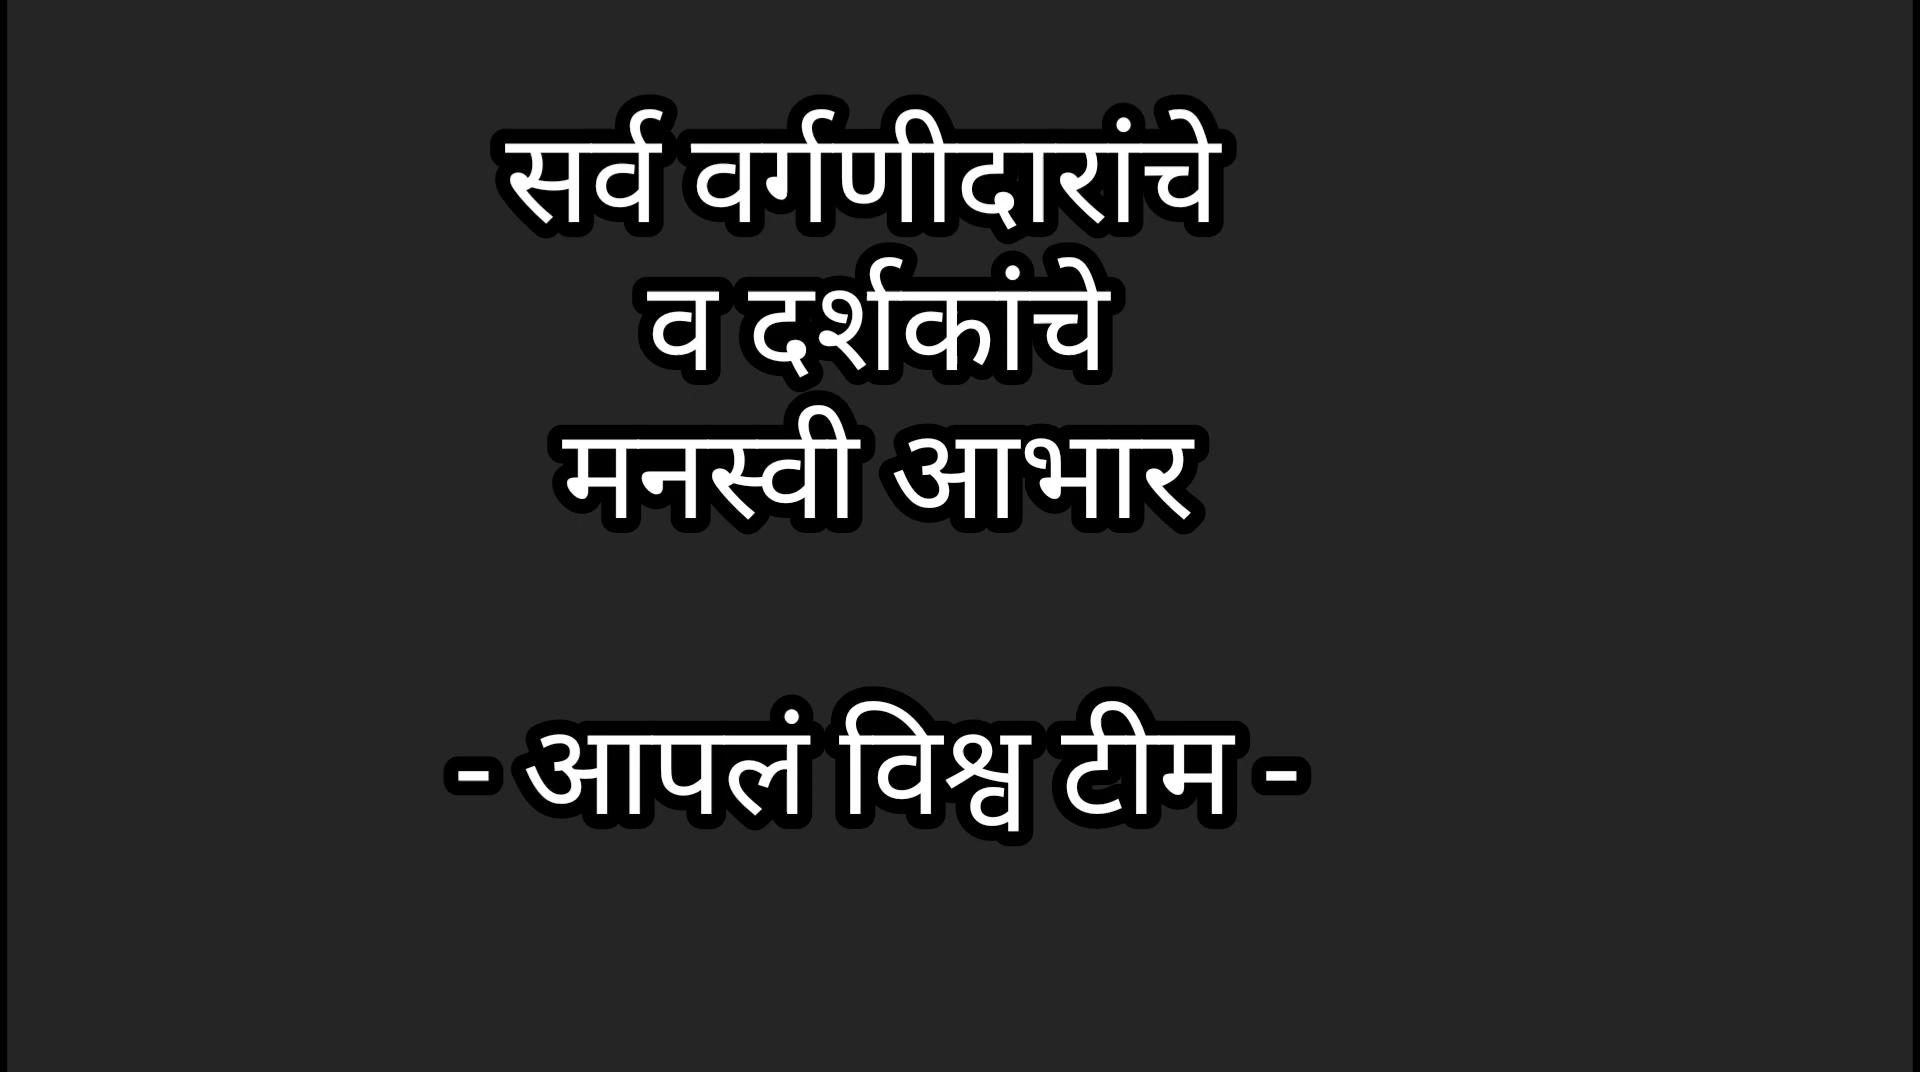 सर्व वर्गणीदारांचे
व दर्शकांचे
मनस्वी आभार
- आपलं विश्व टीम -